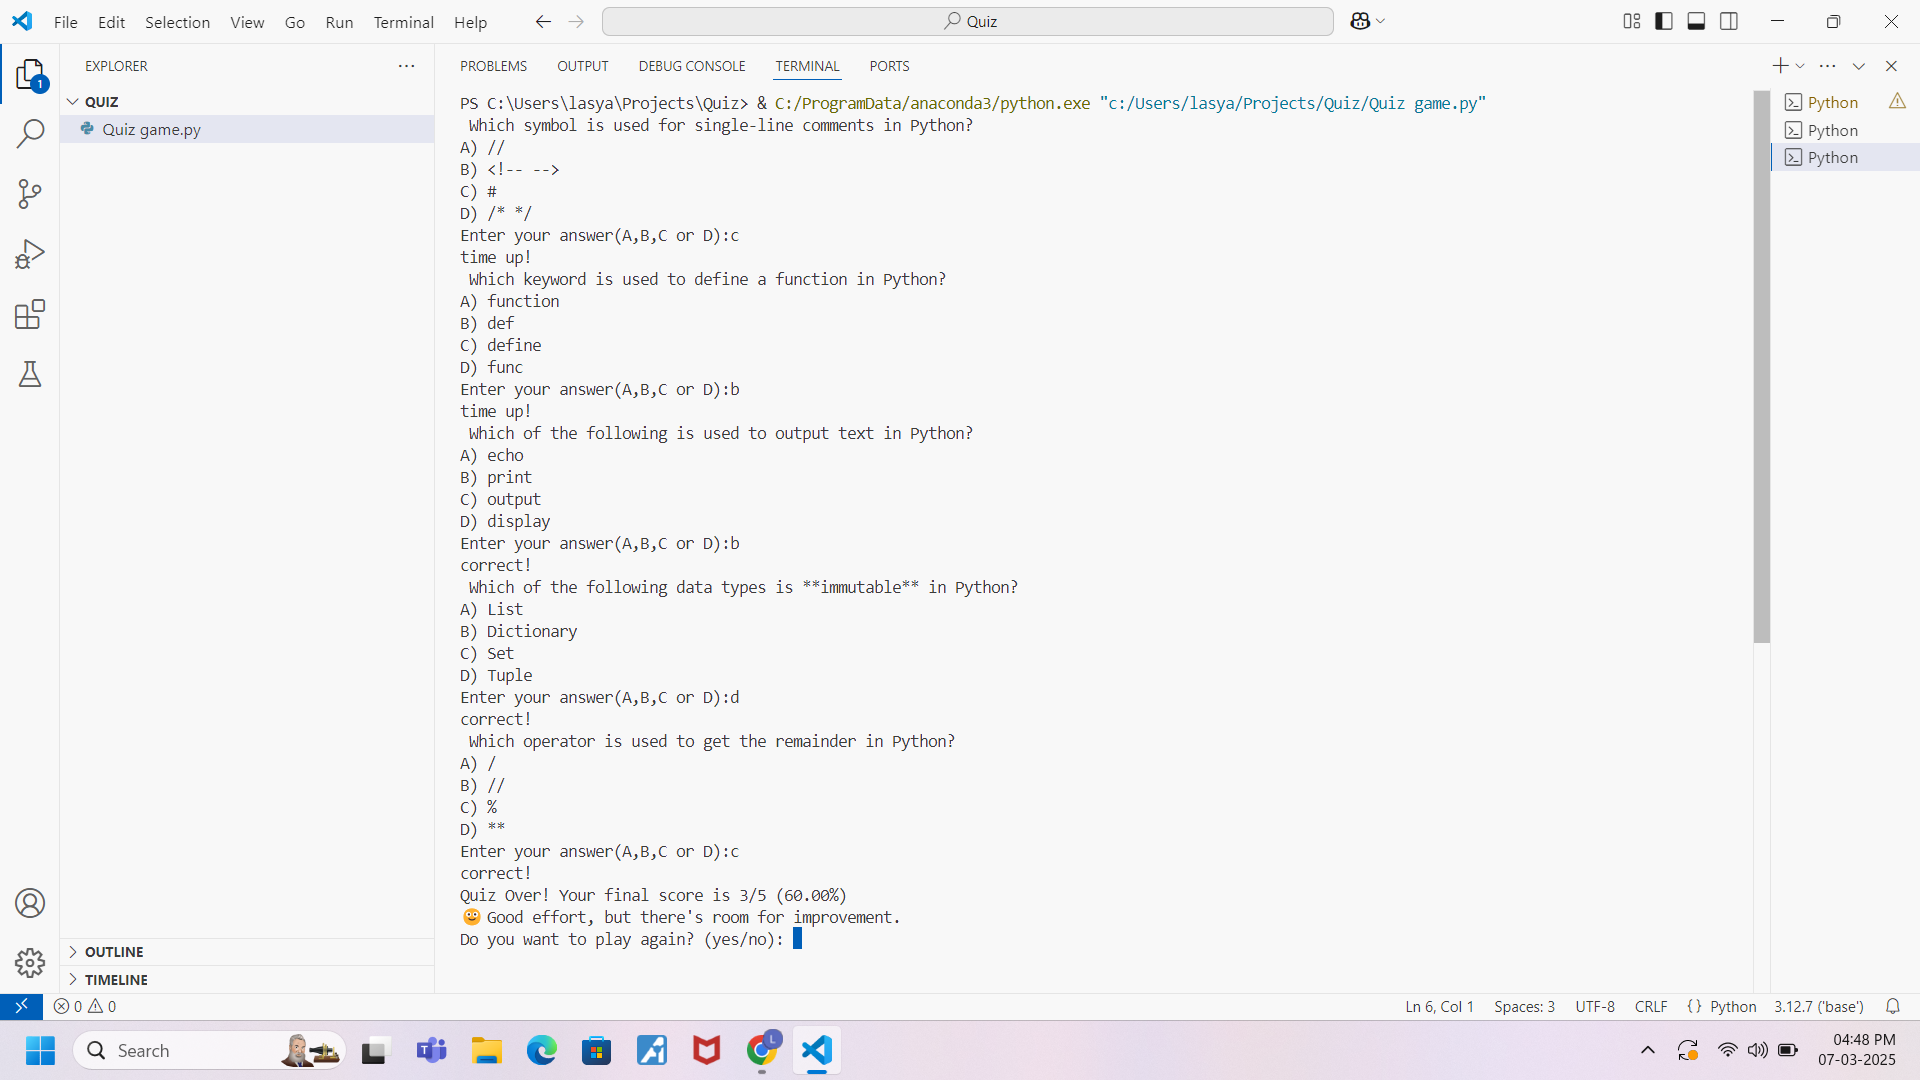 File Edit Selection View Go Run Terminal Help
Quiz
EXPLORER
1
QUIZ
Quiz game.py
OUTLINE
TIMELINE
PROBLEMS OUTPUT DEBUG CONSOLE TERMINAL PORTS
PS C:\Users\lasya\Projects\Quiz> & C:/ProgramData/anaconda3/python.exe "c:/Users/lasya/Projects/Quiz/Quiz game.py"
Which symbol is used for single-line comments in Python?
A) //
B) <!-- -->
C) #
D) /* */
Enter your answer(A,B,C or D):c
time up!
Which keyword is used to define a function in Python?
A) function
B) def
C) define
D) func
Enter your answer(A,B,C or D):b
time up!
Which of the following is used to output text in Python?
A) echo
B) print
C) output
D) display
Enter your answer(A,B,C or D):b
correct!
Which of the following data types is **immutable** in Python?
A) List
B) Dictionary
C) Set
D) Tuple
Enter your answer(A,B,C or D):d
correct!
Which operator is used to get the remainder in Python?
A) /
B) //
C) %
D) **
Enter your answer(A,B,C or D):c
correct!
Quiz Over! Your final score is 3/5 (60.00%)
🙂 Good effort, but there's room for improvement.
Do you want to play again? (yes/no):
Python
Python
Python
0 0
Ln 6, Col 1 Spaces: 3 UTF-8 CRLF {} Python 3.12.7 ('base')
Search
L
04:48 PM
07-03-2025